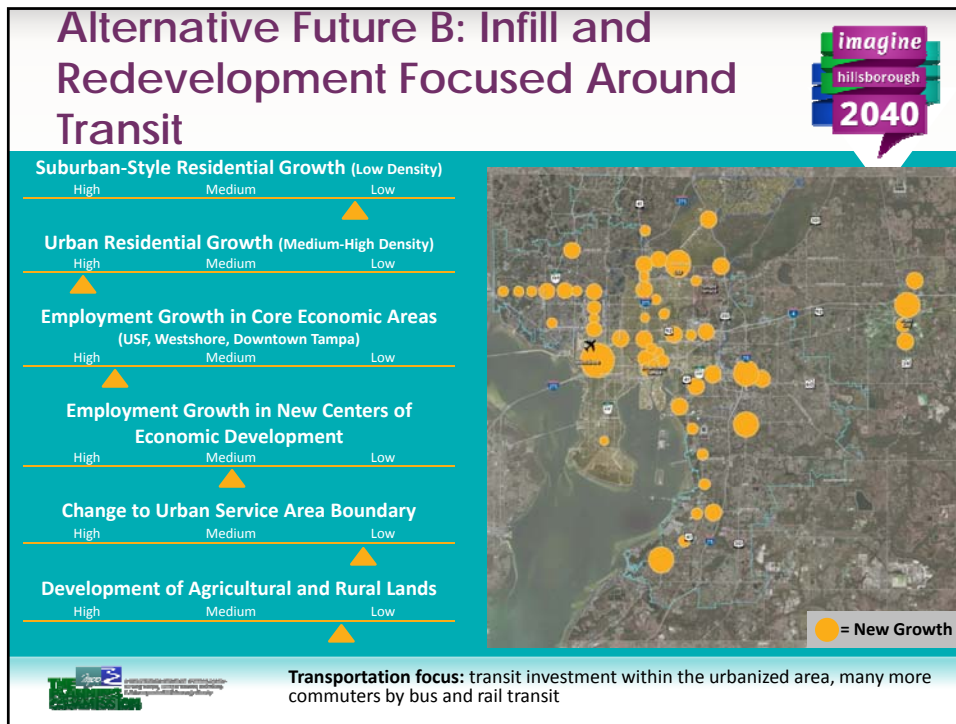 Alternative Future B: Infill and
Redevelopment Focused Around
Transit
imagine
hillsborough
2040
Suburban-Style Residential Growth (Low Density)
High Medium Low
Urban Residential Growth (Medium-High Density)
High Medium Low
Employment Growth in Core Economic Areas
(USF, Westshore, Downtown Tampa)
High Medium Low
Employment Growth in New Centers of
Economic Development
High Medium Low
Change to Urban Service Area Boundary
High Medium Low
Development of Agricultural and Rural Lands
High Medium Low
= New Growth
Transportation focus: transit investment within the urbanized area, many more
commuters by bus and rail transit